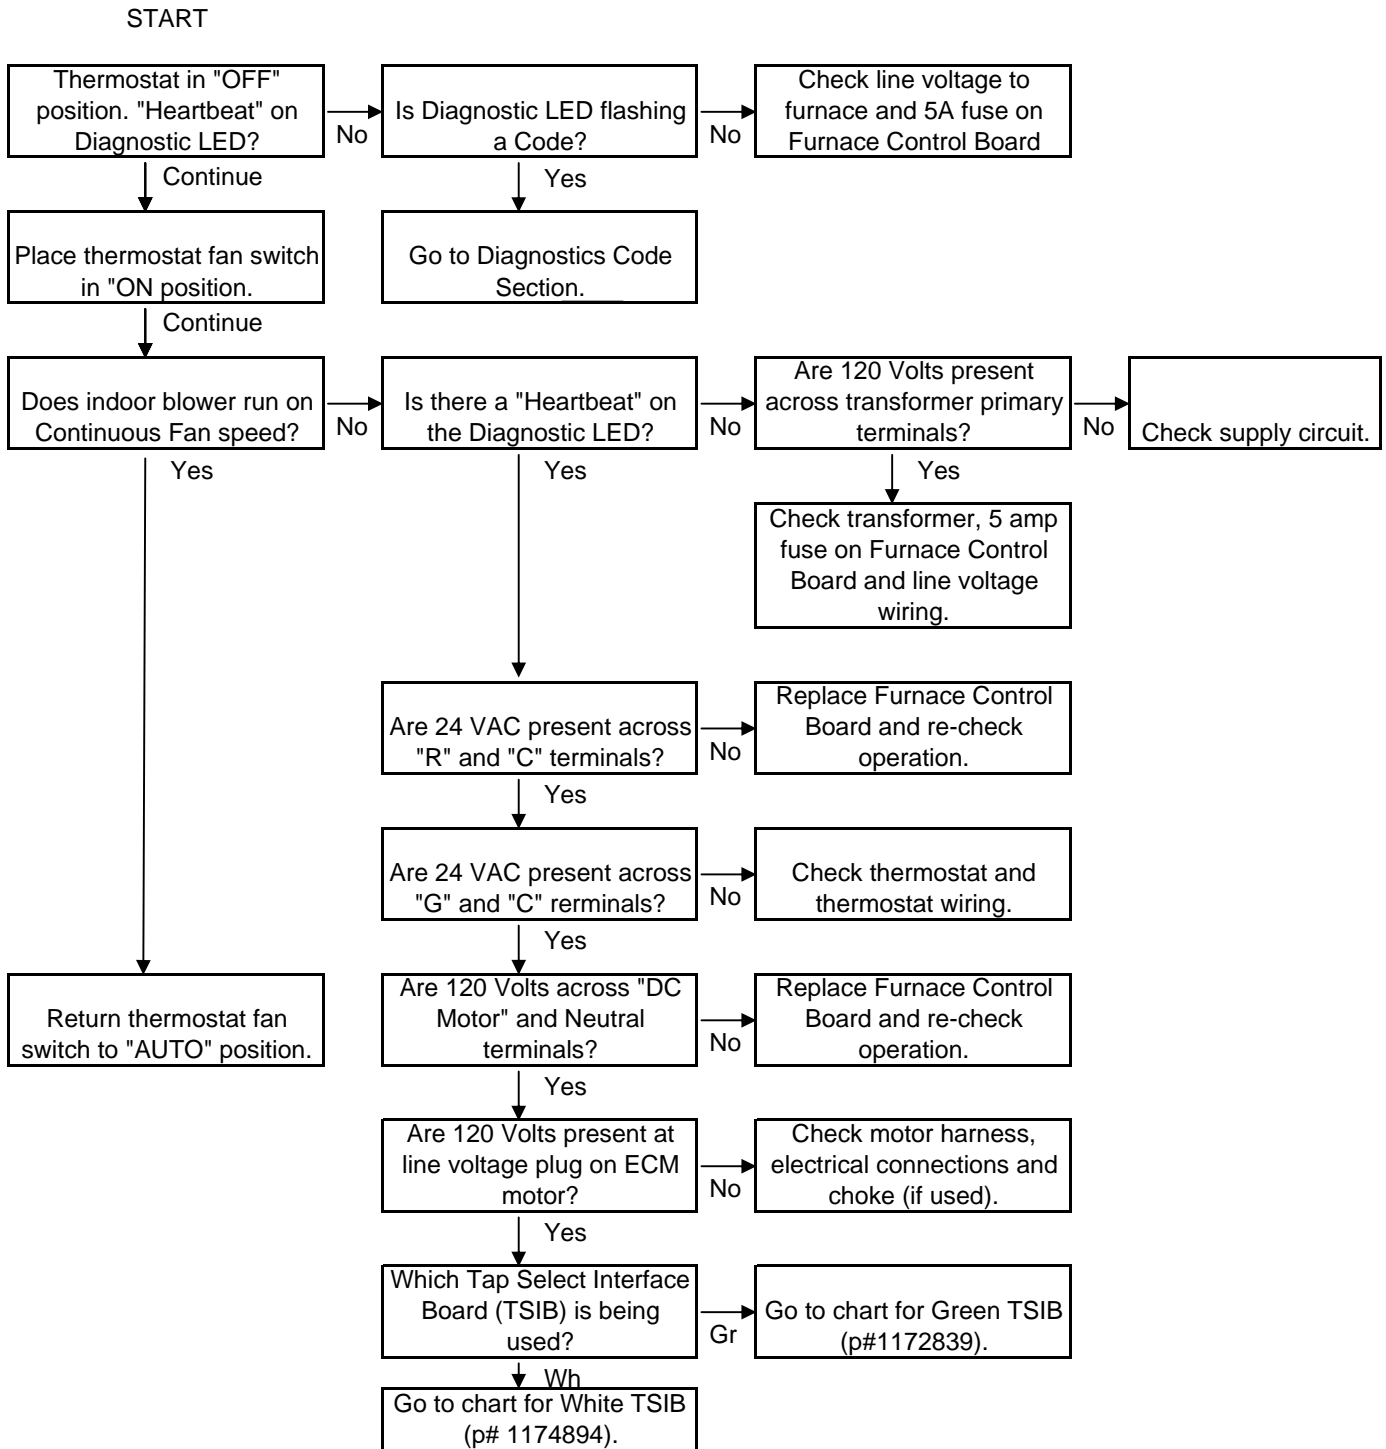 START
Thermostat in "OFF"
position. "Heartbeat" on
Diagnostic LED?
No
Is Diagnostic LED flashing
a Code?
No
Check line voltage to
furnace and 5A fuse on
Furnace Control Board
Continue
Yes
Place thermostat fan switch
in "ON position.
Go to Diagnostics Code
Section.
Continue
Does indoor blower run on
Continuous Fan speed?
No
Is there a "Heartbeat" on
the Diagnostic LED?
No
Are 120 Volts present
across transformer primary
terminals?
No
Check supply circuit.
Yes
Yes
Yes
Check transformer, 5 amp
fuse on Furnace Control
Board and line voltage
wiring.
Are 24 VAC present across
"R" and "C" terminals?
No
Replace Furnace Control
Board and re-check
operation.
Yes
Are 24 VAC present across
"G" and "C" rerminals?
No
Check thermostat and
thermostat wiring.
Yes
Return thermostat fan
switch to "AUTO" position.
Are 120 Volts across "DC
Motor" and Neutral
terminals?
No
Replace Furnace Control
Board and re-check
operation.
Yes
Are 120 Volts present at
line voltage plug on ECM
motor?
No
Check motor harness,
electrical connections and
choke (if used).
Yes
Which Tap Select Interface
Board (TSIB) is being
used?
Gr
Go to chart for Green TSIB
(p#1172839).
Wh
Go to chart for White TSIB
(p# 1174894).